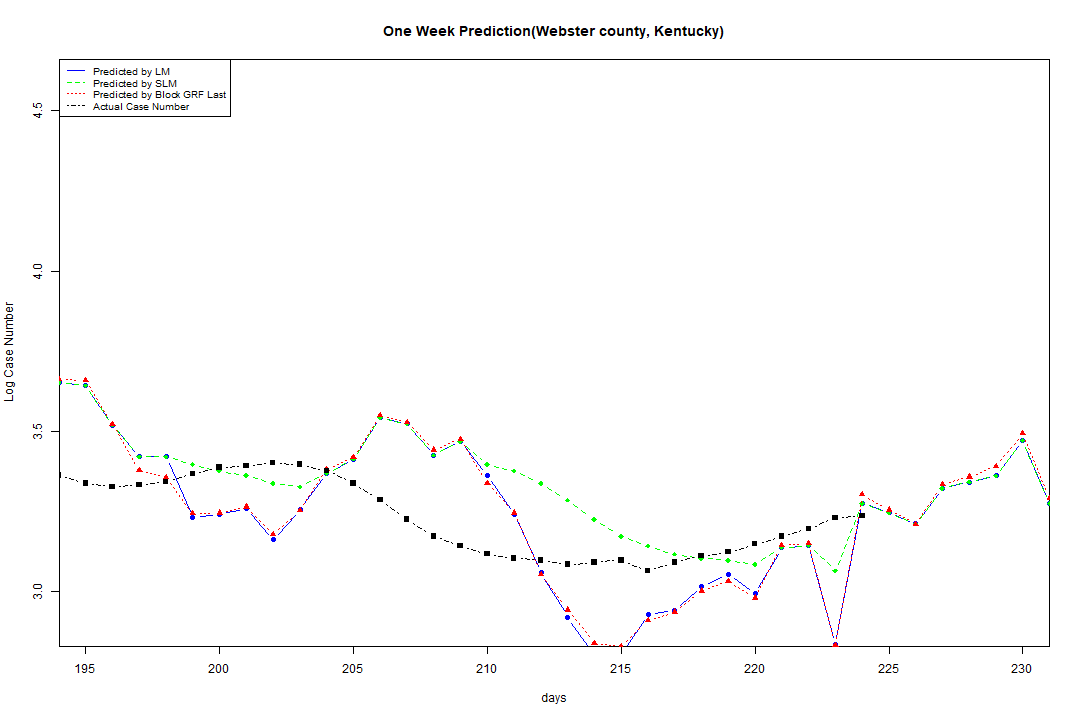 One Week Prediction(Webster county, Kentucky)
Predicted by LM
Predicted by SLM
Predicted by Block GRF Last
Actual Case Number
4.5
4.0
3.5
3.0
Log Case Number
195 200 205 210 215 220 225 230
days